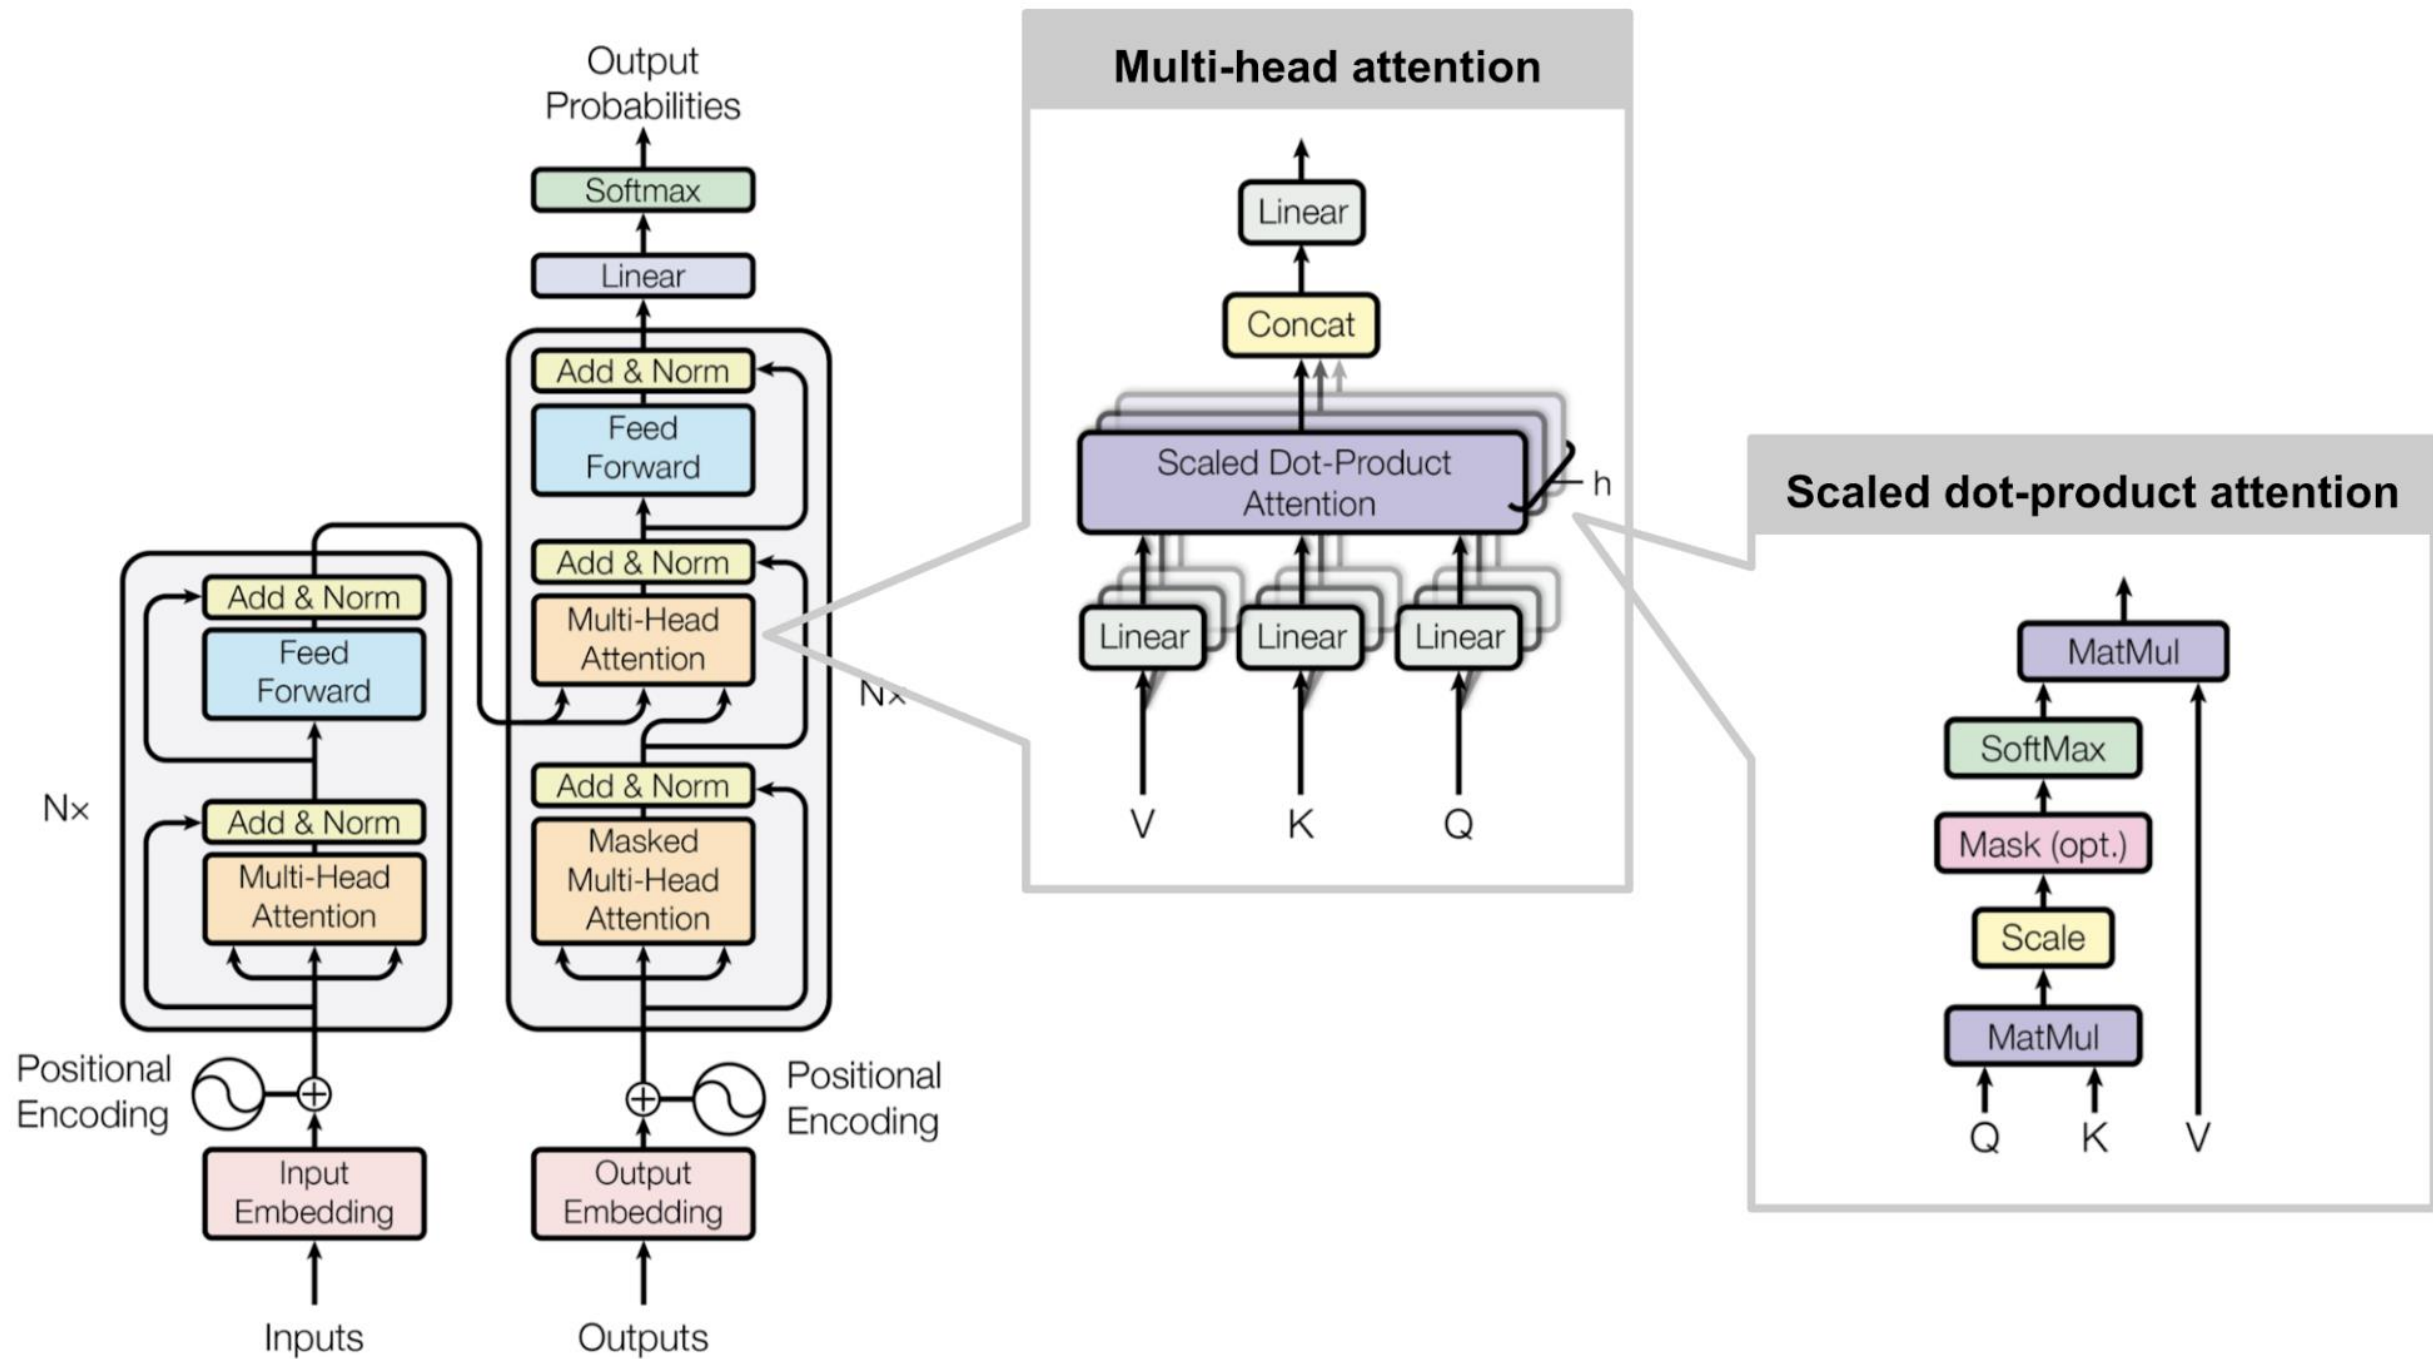 Output
Probabilities
Softmax
Linear
Add & Norm
Feed
Forward
Add & Norm
Multi-Head
Attention
Nx
Add & Norm
Masked
Multi-Head
Attention
Positional
Encoding
Output
Embedding
Outputs
Add & Norm
Feed
Forward
Nx
Add & Norm
Multi-Head
Attention
Positional
Encoding
Input
Embedding
Inputs
Multi-head attention
Linear
Concat
Scaled Dot-Product
Attention
h
Linear Linear Linear
V K Q
Scaled dot-product attention
MatMul
SoftMax
Mask (opt.)
Scale
MatMul
Q K V